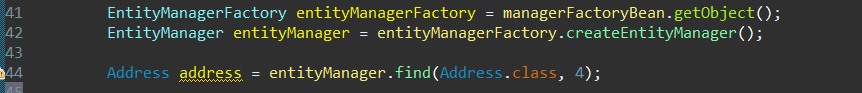 41 EntityManagerFactory entityManagerFactory = managerFactoryBean.getObject();
42 EntityManager entityManager = entityManagerFactory.createEntityManager();
43
44 Address address = entityManager.find(Address.class, 4);
45